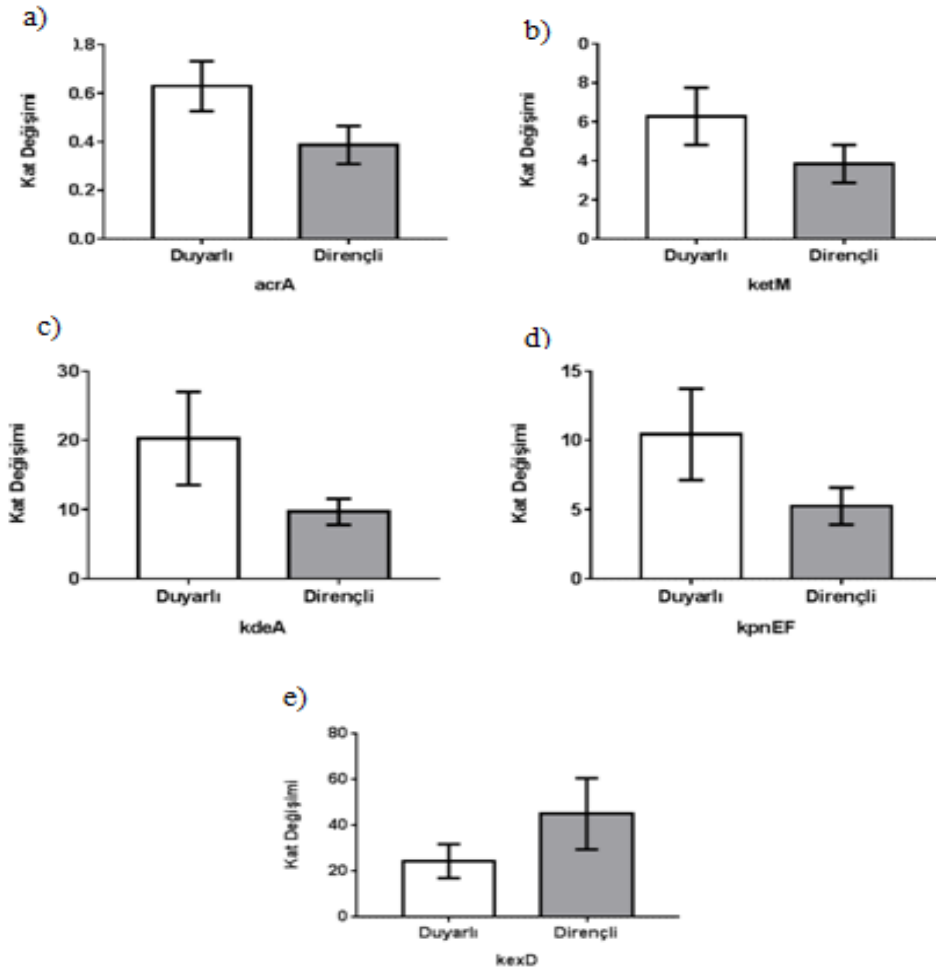 a)
0.8
0.6
0.4
0.2
0.0
Kat Değişimi
Duyarlı Dirençli
acrA
b)
0
8
6
4
2
0
Kat Değişimi
Duyarlı Dirençli
ketM
c)
30
20
10
0
Kat Değişimi
Duyarlı Dirençli
kdeA
d)
15
10
5
0
Kat Değişimi
Duyarlı Dirençli
kpnEF
e)
80
60
40
20
0
Kat Değişimi
Duyarlı Dirençli
kexD